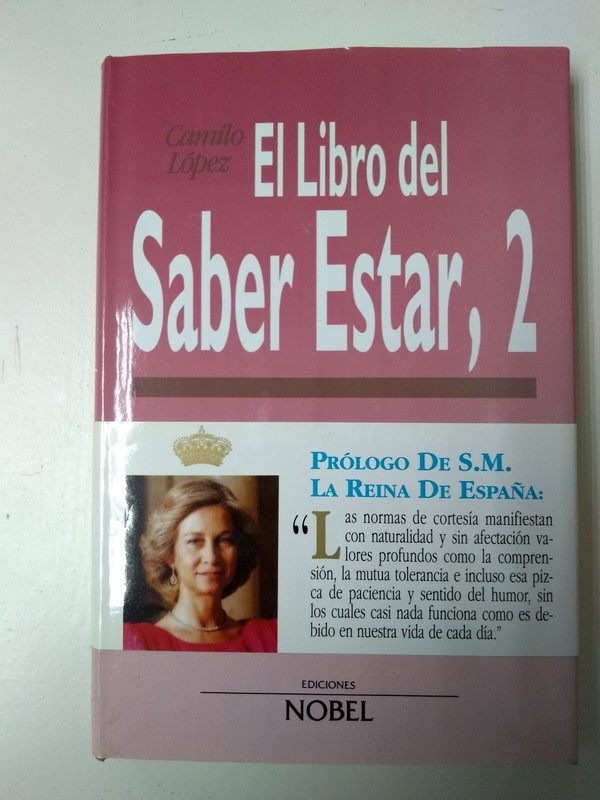 Camilo
López
El Libro del
Saber Estar, 2
PRÓLOGO DE S.M.
LA REINA DE ESPAÑA:
“Las normas de cortesía manifiestan
con naturalidad y sin afectación va-
lores profundos como la compren-
sión, la mutua tolerancia e incluso esa piz-
ca de paciencia y sentido del humor, sin
los cuales casi nada funciona como es de-
bido en nuestra vida de cada día.”
EDICIONES
NOBEL